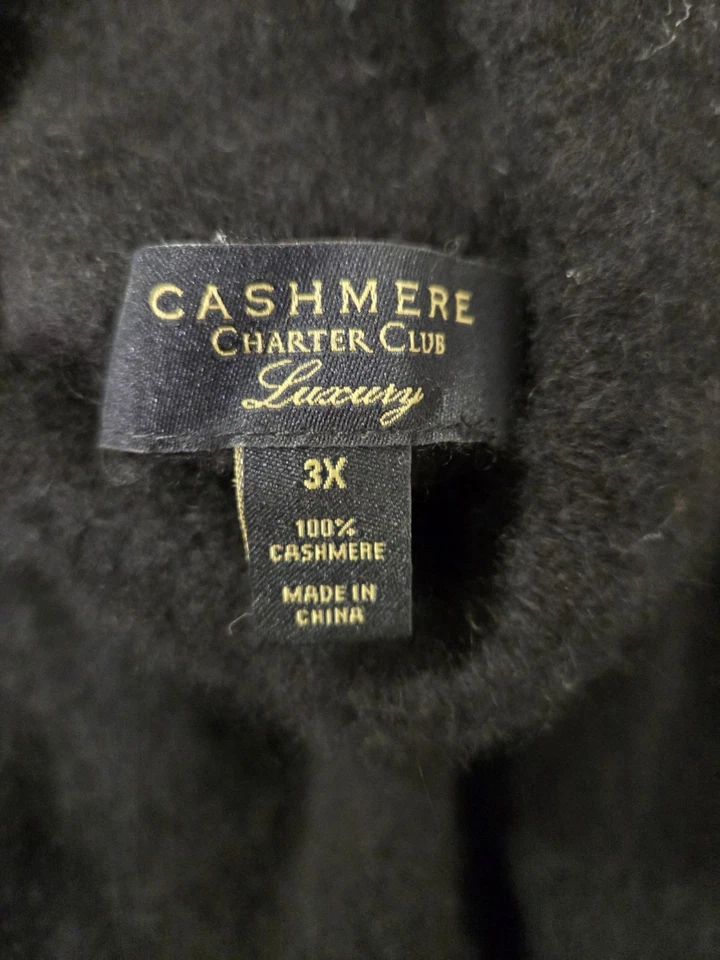 CASHMERE
CHARTER CLUB
Luxury
3X
100%
CASHMERE
MADE IN
CHINA